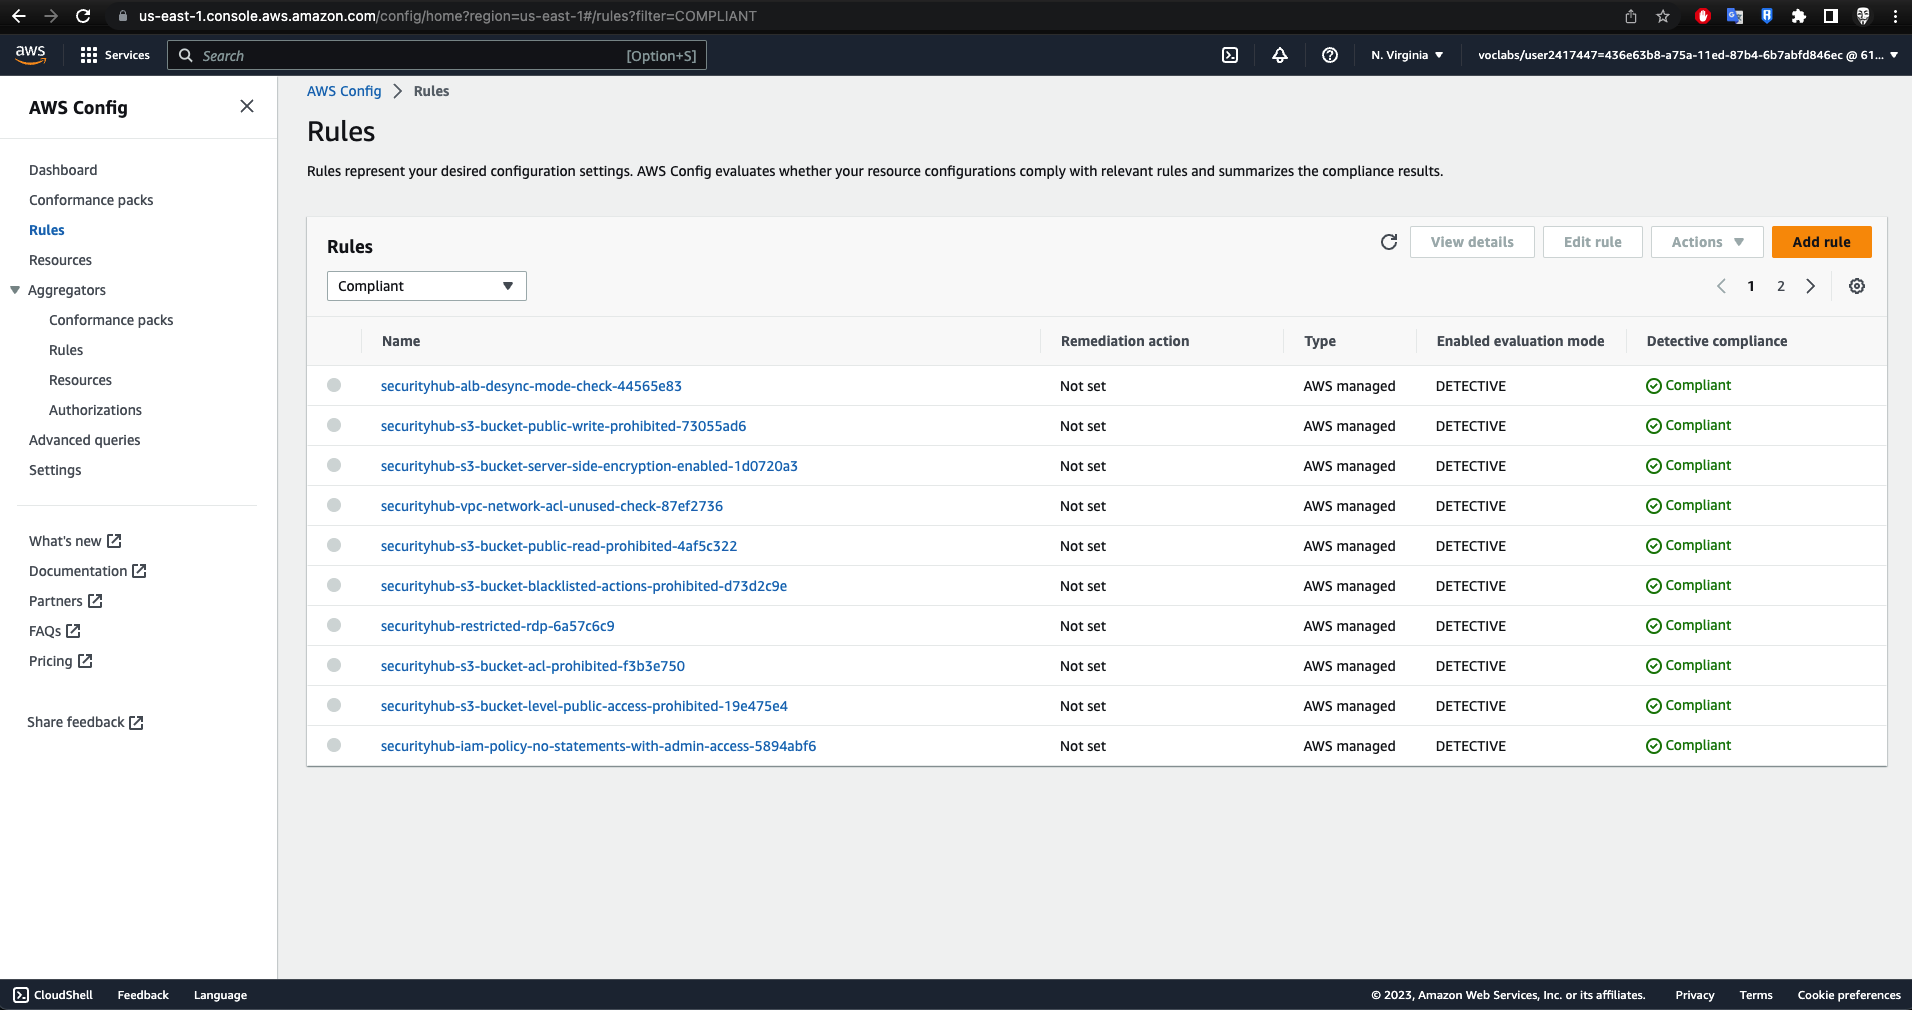 us-east-1.console.aws.amazon.com/config/home?region=us-east-1#/rules?filter=COMPLIANT
aws Services Search [Option+S] N. Virginia voclabs/user2417447=436e63b8-a75a-11ed-87b4-6b7abfd846ec @ 61...
AWS Config
Dashboard
Conformance packs
Rules
Resources
Aggregators
Conformance packs
Rules
Resources
Authorizations
Advanced queries
Settings
What's new
Documentation
Partners
FAQs
Pricing
Share feedback
AWS Config Rules
Rules
Rules represent your desired configuration settings. AWS Config evaluates whether your resource configurations comply with relevant rules and summarizes the compliance results.
Rules View details Edit rule Actions Add rule
Compliant 1 2
Name Remediation action Type Enabled evaluation mode Detective compliance
securityhub-alb-desync-mode-check-44565e83 Not set AWS managed DETECTIVE Compliant
securityhub-s3-bucket-public-write-prohibited-73055ad6 Not set AWS managed DETECTIVE Compliant
securityhub-s3-bucket-server-side-encryption-enabled-1d0720a3 Not set AWS managed DETECTIVE Compliant
securityhub-vpc-network-acl-unused-check-87ef2736 Not set AWS managed DETECTIVE Compliant
securityhub-s3-bucket-public-read-prohibited-4af5c322 Not set AWS managed DETECTIVE Compliant
securityhub-s3-bucket-blacklisted-actions-prohibited-d73d2c9e Not set AWS managed DETECTIVE Compliant
securityhub-restricted-rdp-6a57c6c9 Not set AWS managed DETECTIVE Compliant
securityhub-s3-bucket-acl-prohibited-f3b3e750 Not set AWS managed DETECTIVE Compliant
securityhub-s3-bucket-level-public-access-prohibited-19e475e4 Not set AWS managed DETECTIVE Compliant
securityhub-iam-policy-no-statements-with-admin-access-5894abf6 Not set AWS managed DETECTIVE Compliant
CloudShell Feedback Language © 2023, Amazon Web Services, Inc. or its affiliates. Privacy Terms Cookie preferences